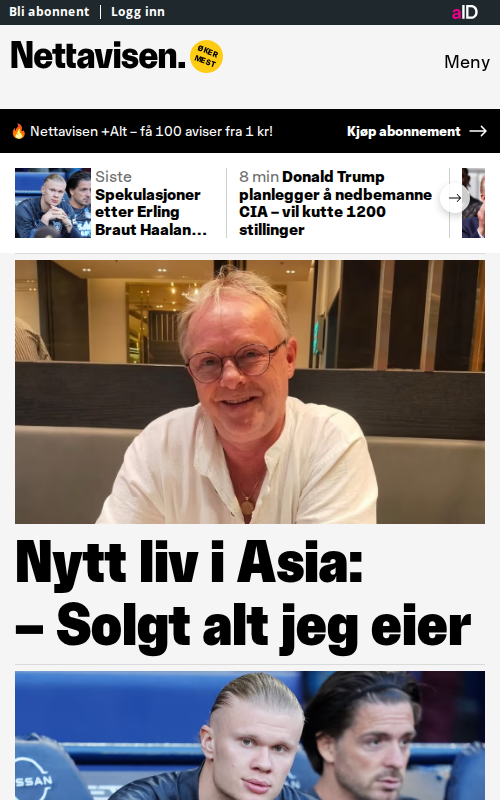 Bli abonnent
Logg inn
aID
Nettavisen.
ØKER
MEST
Meny
🔥 Nettavisen +Alt – få 100 aviser fra 1 kr!
Kjøp abonnement
Siste
Spekulasjoner
etter Erling
Braut Haalan...
8 min Donald Trump
planlegger å nedbemanne
CIA – vil kutte 1200
stillinger
Nytt liv i Asia:
– Solgt alt jeg eier
SSAN